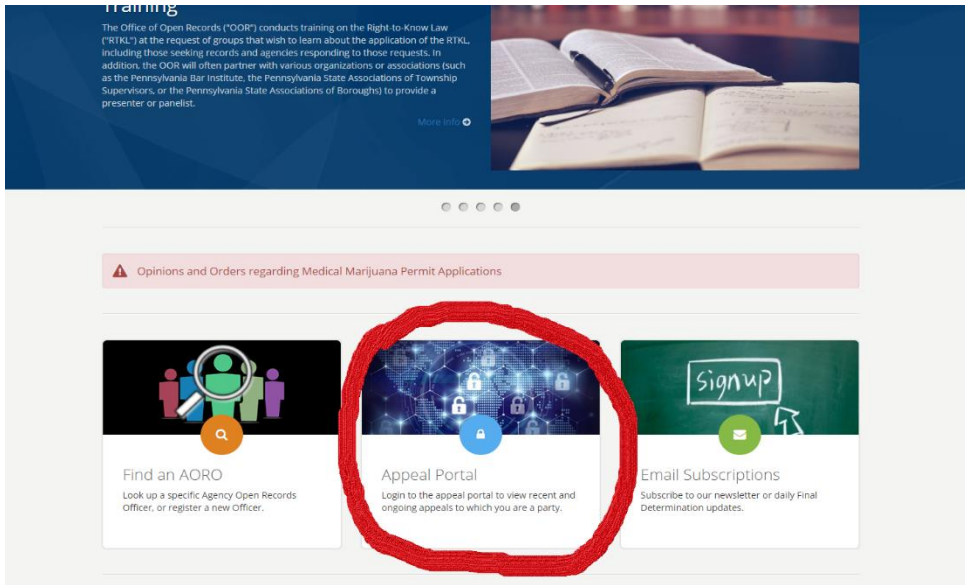 Training
The Office of Open Records ("OOR") conducts training on the Right-to-Know Law
("RTKL") at the request of groups that wish to learn about the application of the RTKL,
including those seeking records and agencies responding to those requests. In
addition, the OOR will often partner with various organizations or associations (such
as the Pennsylvania Bar Institute, the Pennsylvania State Associations of Township
Supervisors, or the Pennsylvania State Associations of Boroughs) to provide a
presenter or panelist.
More info
Opinions and Orders regarding Medical Marijuana Permit Applications
signup
Find an AORO
Look up a specific Agency Open Records
Officer, or register a new Officer.
Appeal Portal
Login to the appeal portal to view recent and
ongoing appeals to which you are a party.
Email Subscriptions
Subscribe to our newsletter or daily Final
Determination updates.